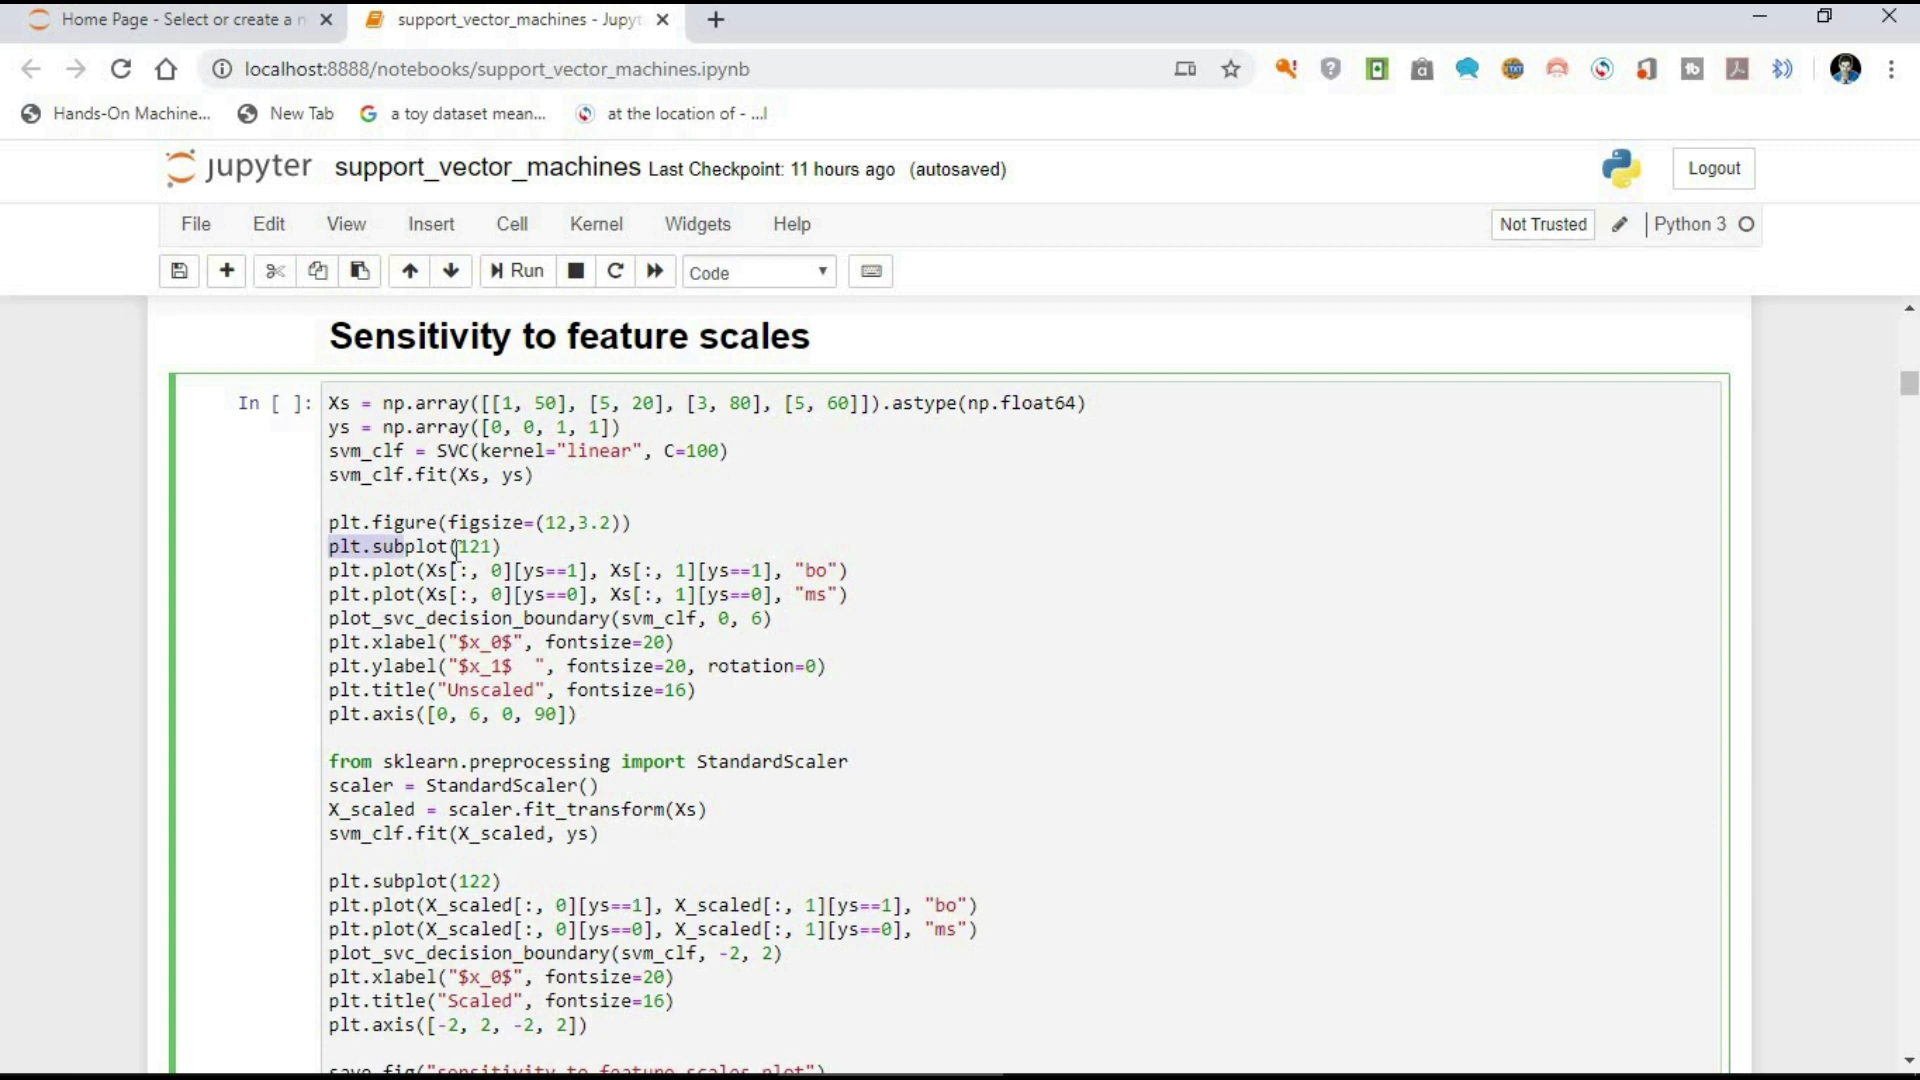 Home Page - Select or create a n
support_vector_machines - Jupyt
localhost:8888/notebooks/support_vector_machines.ipynb
Hands-On Machine... New Tab a toy dataset mean... at the location of - ...l
jupyter support_vector_machines Last Checkpoint: 11 hours ago (autosaved) Logout
File Edit View Insert Cell Kernel Widgets Help Not Trusted Python 3
Run Code
Sensitivity to feature scales
In [ ]: Xs = np.array([[1, 50], [5, 20], [3, 80], [5, 60]]).astype(np.float64)
ys = np.array([0, 0, 1, 1])
svm_clf = SVC(kernel="linear", C=100)
svm_clf.fit(Xs, ys)
plt.figure(figsize=(12,3.2))
plt.subplot(121)
plt.plot(Xs[:, 0][ys==1], Xs[:, 1][ys==1], "bo")
plt.plot(Xs[:, 0][ys==0], Xs[:, 1][ys==0], "ms")
plot_svc_decision_boundary(svm_clf, 0, 6)
plt.xlabel("$x_0$", fontsize=20)
plt.ylabel("$x_1$  ", fontsize=20, rotation=0)
plt.title("Unscaled", fontsize=16)
plt.axis([0, 6, 0, 90])
from sklearn.preprocessing import StandardScaler
scaler = StandardScaler()
X_scaled = scaler.fit_transform(Xs)
svm_clf.fit(X_scaled, ys)
plt.subplot(122)
plt.plot(X_scaled[:, 0][ys==1], X_scaled[:, 1][ys==1], "bo")
plt.plot(X_scaled[:, 0][ys==0], X_scaled[:, 1][ys==0], "ms")
plot_svc_decision_boundary(svm_clf, -2, 2)
plt.xlabel("$x_0$", fontsize=20)
plt.title("Scaled", fontsize=16)
plt.axis([-2, 2, -2, 2])
save_fig("sensitivity_to_feature_scales_plot")